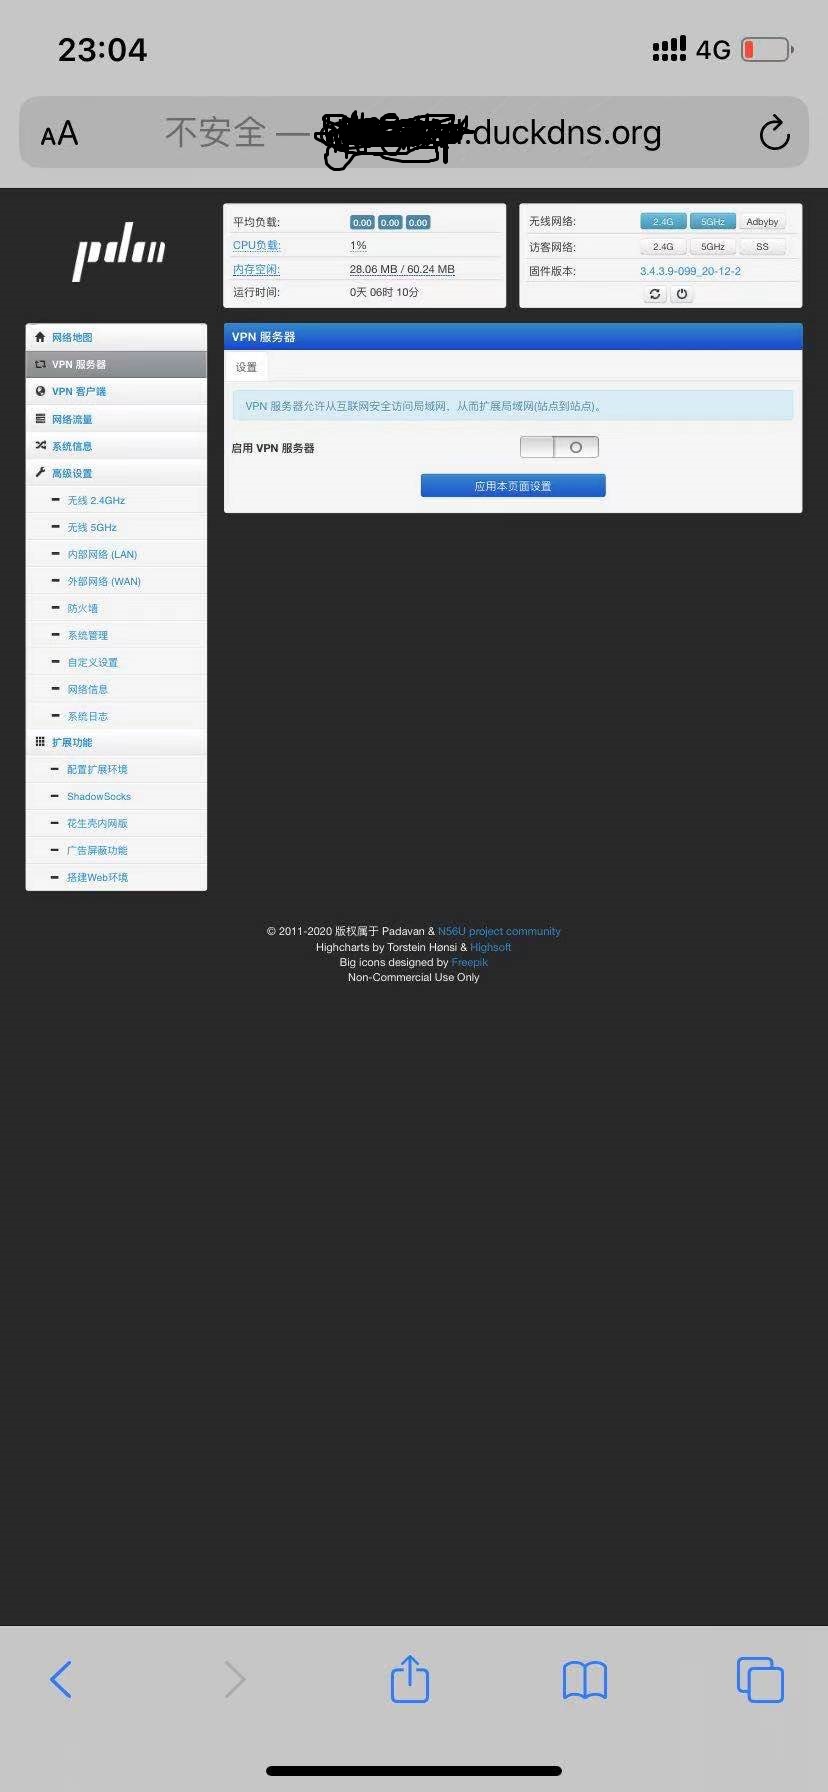 23:04
4G
AA 不安全 — .duckdns.org
平均负载: 0.00 0.00 0.00
CPU负载: 1%
内存空闲: 28.06 MB / 60.24 MB
运行时间: 0天 06时 10分
无线网络: 2.4G 5GHz Adbyby
访客网络: 2.4G 5GHz SS
固件版本: 3.4.3.9-099_20-12-2
网络地图
VPN 服务器
VPN 客户端
网络流量
系统信息
高级设置
无线 2.4GHz
无线 5GHz
内部网络 (LAN)
外部网络 (WAN)
防火墙
系统管理
自定义设置
网络信息
系统日志
扩展功能
配置扩展环境
ShadowSocks
花生壳内网版
广告屏蔽功能
搭建Web环境
VPN 服务器
设置
VPN 服务器允许从互联网安全访问局域网，从而扩展局域网(站点到站点)。
启用 VPN 服务器
应用本页面设置
© 2011-2020 版权属于 Padavan & N56U project community
Highcharts by Torstein Hønsi & Highsoft
Big icons designed by Freepik
Non-Commercial Use Only